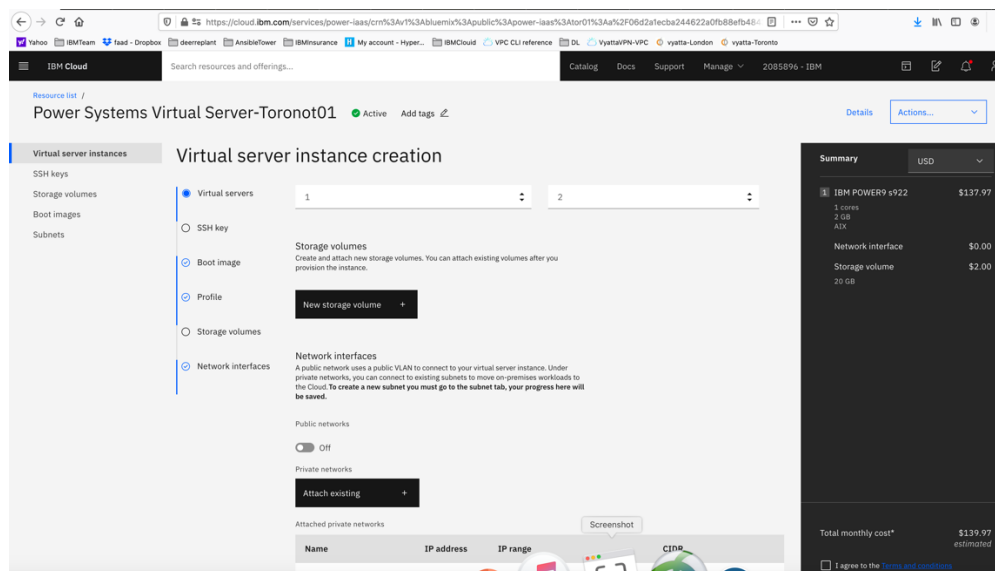 https://cloud.ibm.com/services/power-iaas/crn%3Av1%3Abluemix%3Apublic%3Apower-iaas%3Ator01%3Aa%2F06d2a1ecba244622a0fb88efb484
Yahoo IBMTeam faad - Dropbox deerreplant AnsibleTower IBMinsurance My account - Hyper... IBMClouid VPC CLI reference DL VyattaVPN-VPC vyatta-London vyatta-Toronto
IBM Cloud Search resources and offerings... Catalog Docs Support Manage 2085896 - IBM
Resource list /
Power Systems Virtual Server-Toronot01 Active Add tags Details Actions...
Virtual server instances
SSH keys
Storage volumes
Boot images
Subnets
Virtual server instance creation
Virtual servers
SSH key
Boot image
Profile
Storage volumes
Network interfaces
1 2
Storage volumes
Create and attach new storage volumes. You can attach existing volumes after you
provision the instance.
New storage volume +
Network interfaces
A public network uses a public VLAN to connect to your virtual server instance. Under
private networks, you can connect to existing subnets to move on-premises workloads to
the Cloud. To create a new subnet you must go to the subnet tab, your progress here will
be saved.
Public networks
Off
Private networks
Attach existing +
Attached private networks
Screenshot
Name IP address IP range CIDR
Summary USD
1 IBM POWER9 s922 $137.97
1 cores
2 GB
AIX
Network interface $0.00
Storage volume $2.00
20 GB
Total monthly cost* $139.97
estimated
I agree to the Terms and conditions